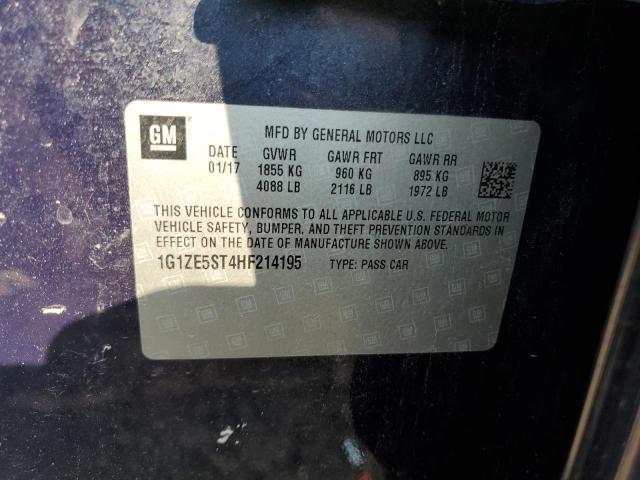 GM
MFD BY GENERAL MOTORS LLC
DATE GVWR GAWR FRT GAWR RR
01/17 1855 KG 960 KG 895 KG
4088 LB 2116 LB 1972 LB
THIS VEHICLE CONFORMS TO ALL APPLICABLE U.S. FEDERAL MOTOR
VEHICLE SAFETY, BUMPER, AND THEFT PREVENTION STANDARDS
IN EFFECT ON THE DATE OF MANUFACTURE SHOWN ABOVE.
1G1ZE5ST4HF214195 TYPE: PASS CAR